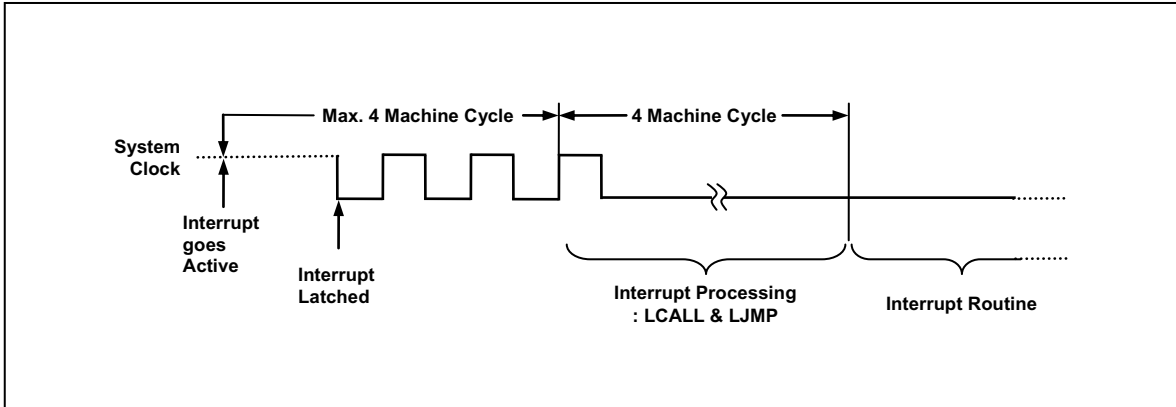 Max. 4 Machine Cycle
4 Machine Cycle
System
Clock
Interrupt
goes
Active
Interrupt
Latched
Interrupt Processing
: LCALL & LJMP
Interrupt Routine